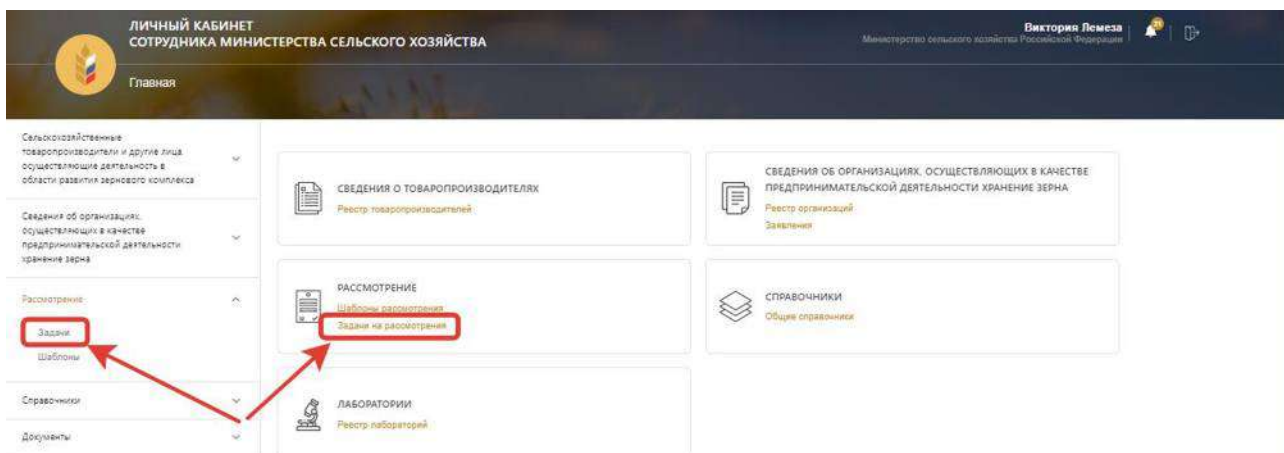 ЛИЧНЫЙ КАБИНЕТ
СОТРУДНИКА МИНИСТЕРСТВА СЕЛЬСКОГО ХОЗЯЙСТВА
Виктория Лемеза
Министерство сельского хозяйства Российской Федерации
21
Главная
Сельскохозяйственные
товаропроизводители и другие лица
осуществляющие деятельность в
области развития зернового комплекса
Сведения об организациях,
осуществляющих в качестве
предпринимательской деятельности
хранение зерна
Рассмотрение
Задачи
Шаблоны
Справочники
Документы
СВЕДЕНИЯ О ТОВАРОПРОИЗВОДИТЕЛЯХ
Реестр товаропроизводителей
СВЕДЕНИЯ ОБ ОРГАНИЗАЦИЯХ, ОСУЩЕСТВЛЯЮЩИХ В КАЧЕСТВЕ
ПРЕДПРИНИМАТЕЛЬСКОЙ ДЕЯТЕЛЬНОСТИ ХРАНЕНИЕ ЗЕРНА
Реестр организаций
Заявления
РАССМОТРЕНИЕ
Шаблоны рассмотрения
Задачи на рассмотрения
СПРАВОЧНИКИ
Общие справочники
ЛАБОРАТОРИИ
Реестр лабораторий